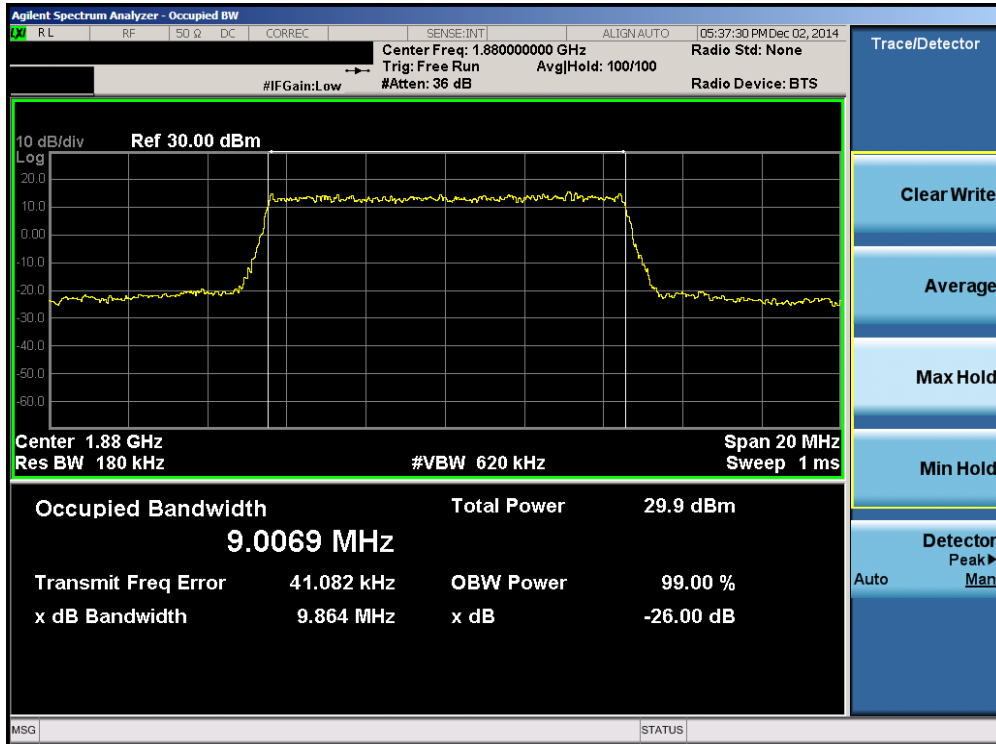 Agilent Spectrum Analyzer - Occupied BW
LXI RL RF 50 Ω DC CORREC SENSE:INT ALIGN AUTO 05:37:30 PM Dec 02, 2014
Center Freq: 1.880000000 GHz Radio Std: None
Trig: Free Run Avg|Hold: 100/100
#IFGain:Low #Atten: 36 dB Radio Device: BTS
10 dB/div Ref 30.00 dBm
Log
20.0
10.0
0.00
-10.0
-20.0
-30.0
-40.0
-50.0
-60.0
Center 1.88 GHz Span 20 MHz
Res BW 180 kHz #VBW 620 kHz Sweep 1 ms
Occupied Bandwidth Total Power 29.9 dBm
9.0069 MHz
Transmit Freq Error 41.082 kHz OBW Power 99.00 %
x dB Bandwidth 9.864 MHz x dB -26.00 dB
MSG STATUS
Trace/Detector
Clear Write
Average
Max Hold
Min Hold
Detector
Peak▶
Auto Man